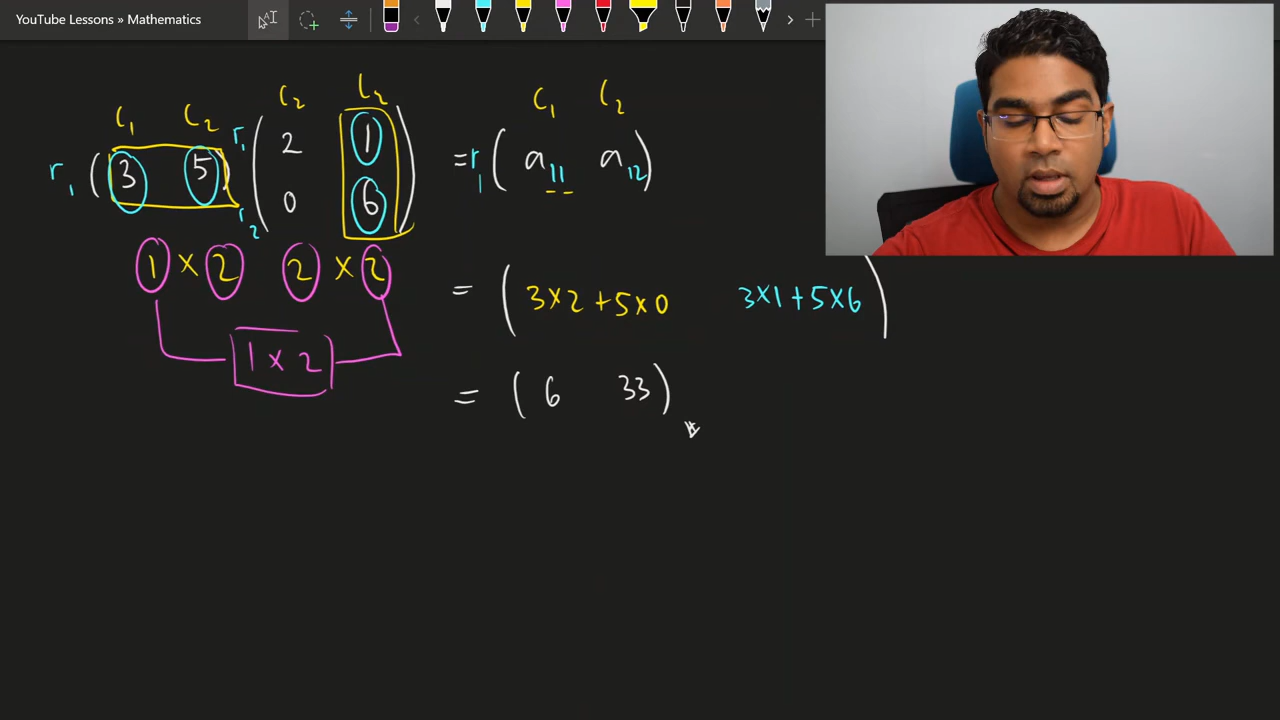 YouTube Lessons » Mathematics
C₁ C₂ C₂ C₂ C₁ C₂
r₁ (3 5) r₁ r₂ (2 1
0 6) = r₁ (a₁₁ a₁₂)
1 × 2 2 × 2
= (3×2 + 5×0 3×1 + 5×6)
1 × 2
= (6 33)